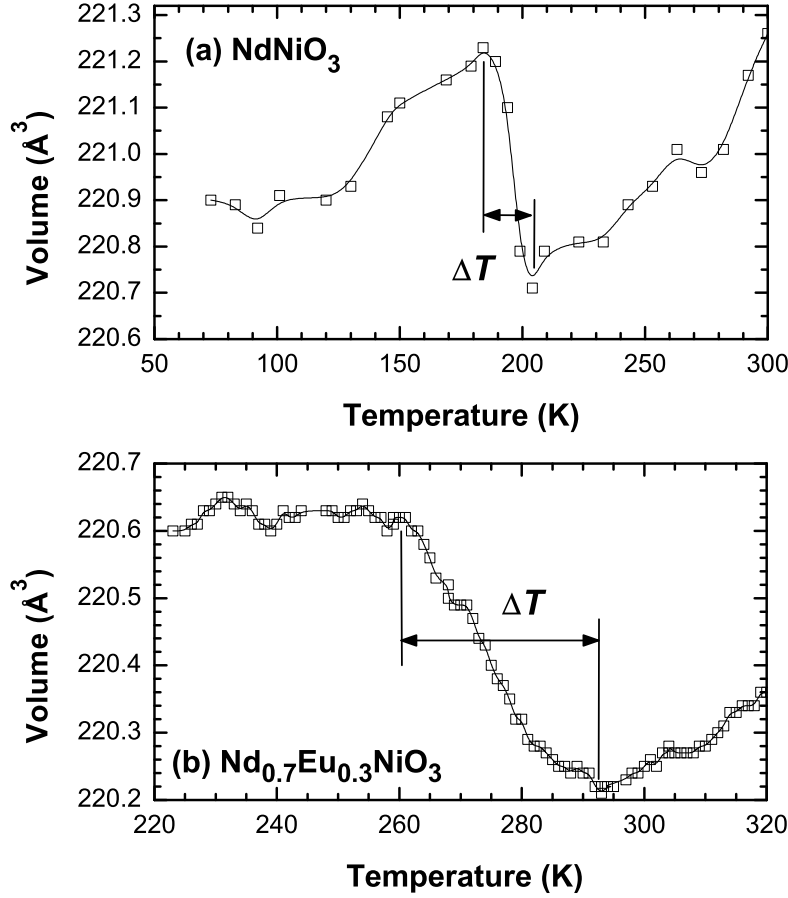 221.3
(a) NdNiO3
221.2
221.1
221.0
220.9
220.8
220.7
220.6
Volume (Å3)
ΔT
50 100 150 200 250 300
Temperature (K)
220.7
220.6
220.5
220.4
220.3
220.2
Volume (Å3)
ΔT
(b) Nd0.7Eu0.3NiO3
220 240 260 280 300 320
Temperature (K)